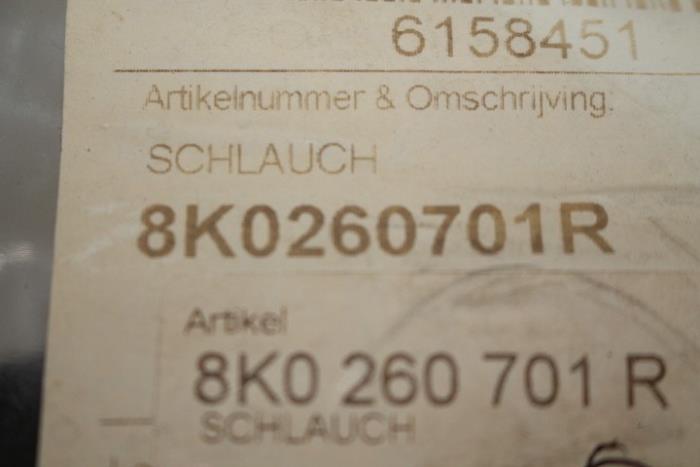 6158451
Artikelnummer & Omschrijving:
SCHLAUCH
8K0260701R
Artikel
8K0 260 701 R
SCHLAUCH